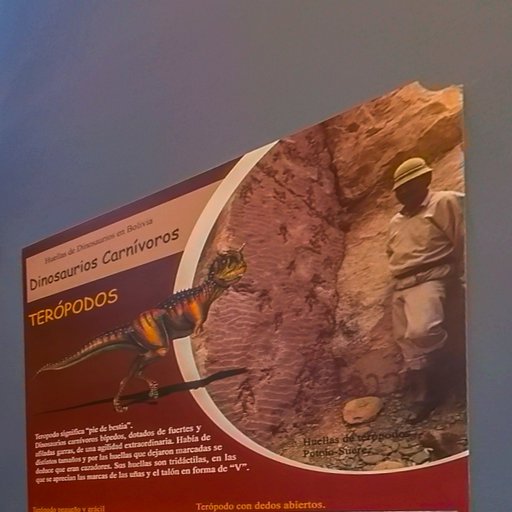 Huellas de Dinosaurios en Bolivia
Dinosaurios Carnívoros
TERÓPODOS
Teropodo significa "pie de bestia".
Dinosaurios carnívoros bípedos, dotados de fuertes y
afiladas garras, de una agilidad extraordinaria. Había de
distintos tamaños y por las huellas que dejaron marcadas se
deduce que eran cazadores. Sus huellas son tridáctilas, en las
que se aprecian las marcas de las uñas y el talón en forma de "V".
Huellas de terópodos
Potolo-Sucre
Terópodo pequeño y grácil
Terópodo con dedos abiertos.